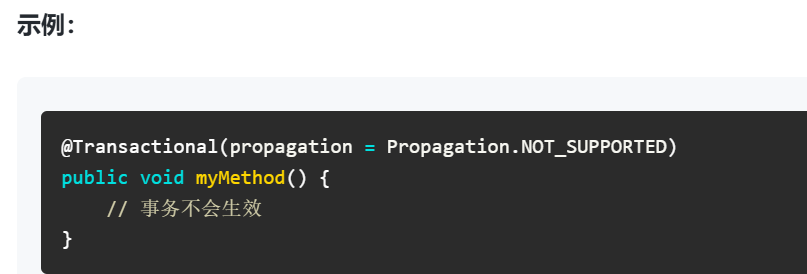 示例：
@Transactional(propagation = Propagation.NOT_SUPPORTED)
public void myMethod() {
    // 事务不会生效
}